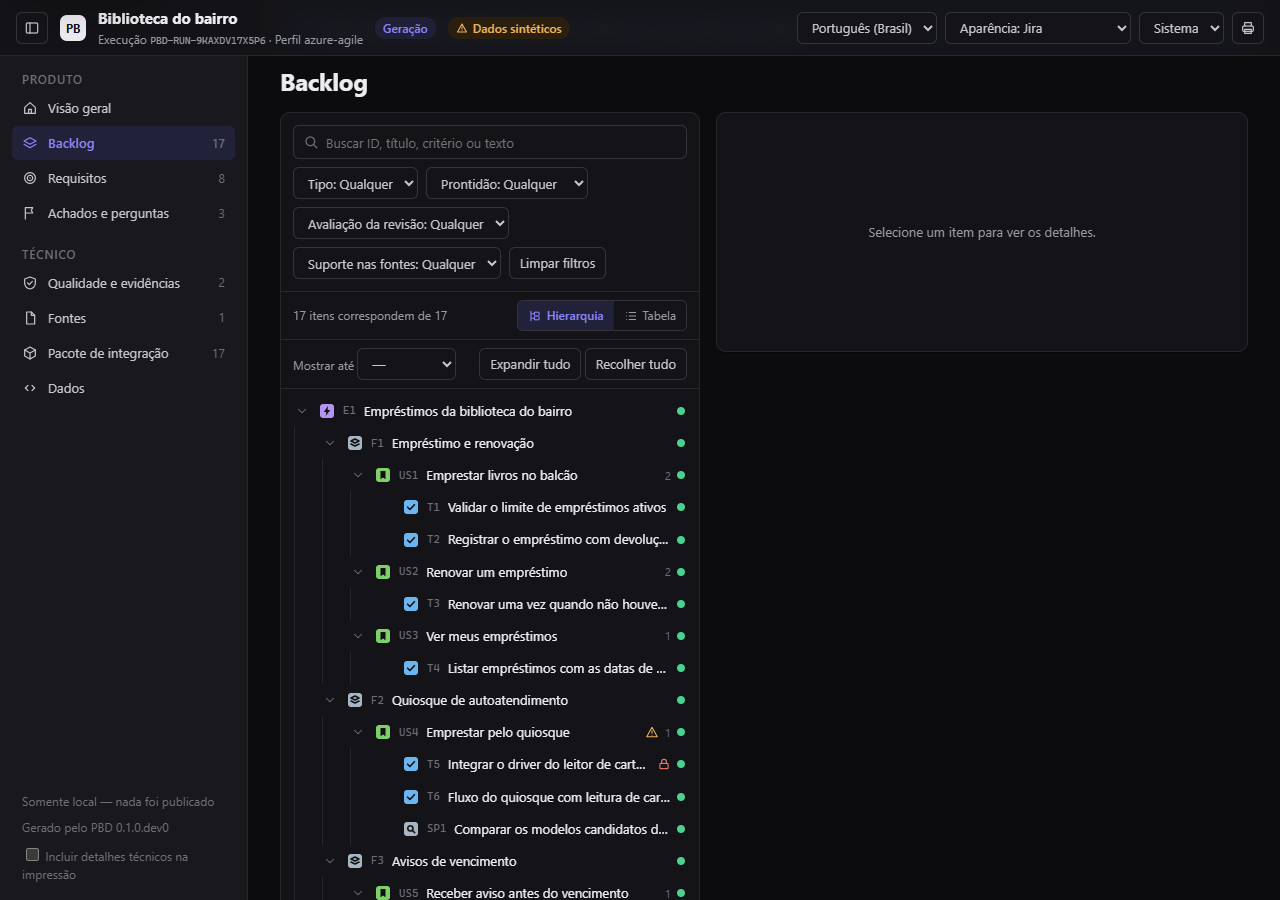 PB
Biblioteca do bairro
Execução PBD-RUN-9KAXDV17X5P6 · Perfil azure-agile
Geração
Dados sintéticos
Português (Brasil)
Aparência: Jira
Sistema
PRODUTO
Visão geral
Backlog 17
Requisitos 8
Achados e perguntas 3
TÉCNICO
Qualidade e evidências 2
Fontes 1
Pacote de integração 17
Dados
Somente local — nada foi publicado
Gerado pelo PBD 0.1.0.dev0
Incluir detalhes técnicos na
impressão
Backlog
Buscar ID, título, critério ou texto
Tipo: Qualquer
Prontidão: Qualquer
Avaliação da revisão: Qualquer
Suporte nas fontes: Qualquer
Limpar filtros
17 itens correspondem de 17
Hierarquia
Tabela
Mostrar até
—
Expandir tudo
Recolher tudo
E1 Empréstimos da biblioteca do bairro
F1 Empréstimo e renovação
US1 Emprestar livros no balcão 2
T1 Validar o limite de empréstimos ativos
T2 Registrar o empréstimo com devoluç...
US2 Renovar um empréstimo 2
T3 Renovar uma vez quando não houve...
US3 Ver meus empréstimos 1
T4 Listar empréstimos com as datas de ...
F2 Quiosque de autoatendimento
US4 Emprestar pelo quiosque 1
T5 Integrar o driver do leitor de cart...
T6 Fluxo do quiosque com leitura de car...
SP1 Comparar os modelos candidatos d...
F3 Avisos de vencimento
US5 Receber aviso antes do vencimento 1
Selecione um item para ver os detalhes.